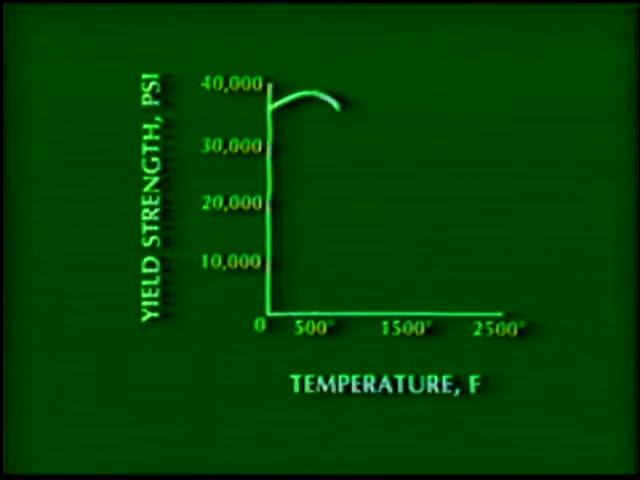 YIELD STRENGTH, PSI
40,000
30,000
20,000
10,000
0 500° 1500° 2500°
TEMPERATURE, F